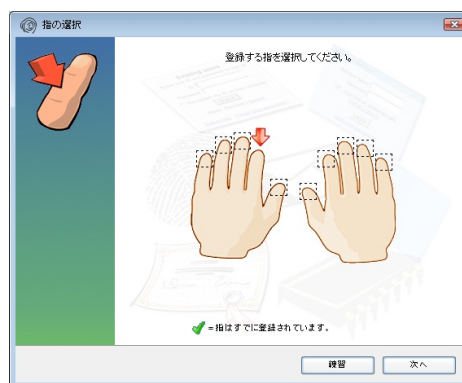 指の選択
登録する指を選択してください。
=指はすでに登録されています。
練習
次へ